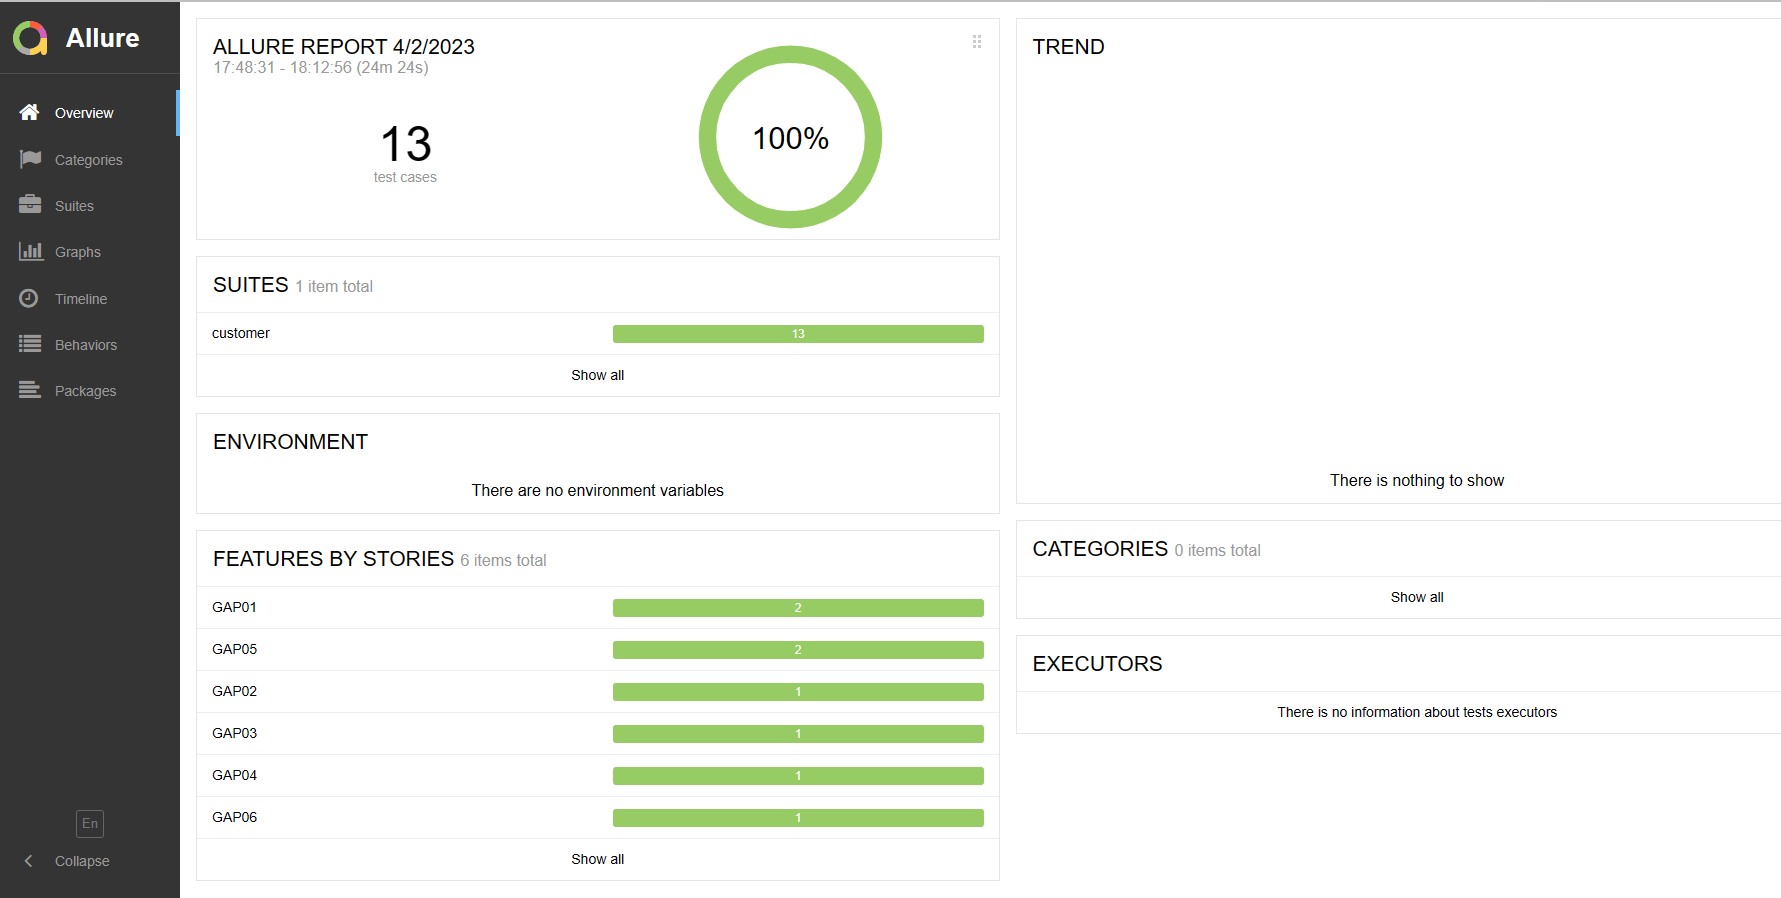 Allure
Overview
Categories
Suites
Graphs
Timeline
Behaviors
Packages
En
Collapse
ALLURE REPORT 4/2/2023
17:48:31 - 18:12:56 (24m 24s)
13
test cases
100%
SUITES 1 item total
customer 13
Show all
ENVIRONMENT
There are no environment variables
FEATURES BY STORIES 6 items total
GAP01 2
GAP05 2
GAP02 1
GAP03 1
GAP04 1
GAP06 1
Show all
TREND
There is nothing to show
CATEGORIES 0 items total
Show all
EXECUTORS
There is no information about tests executors